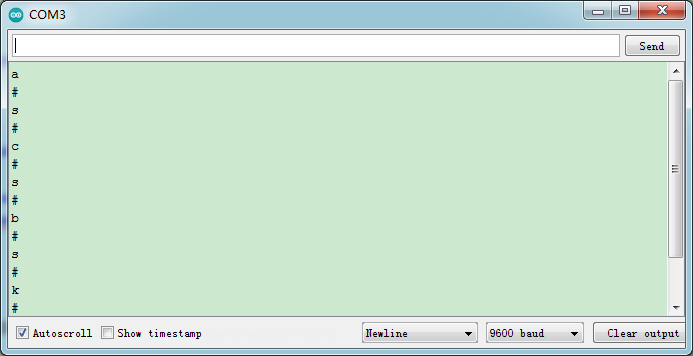 COM3
Send
a
#
s
#
c
#
s
#
b
#
s
#
k
#
Autoscroll Show timestamp Newline 9600 baud Clear output